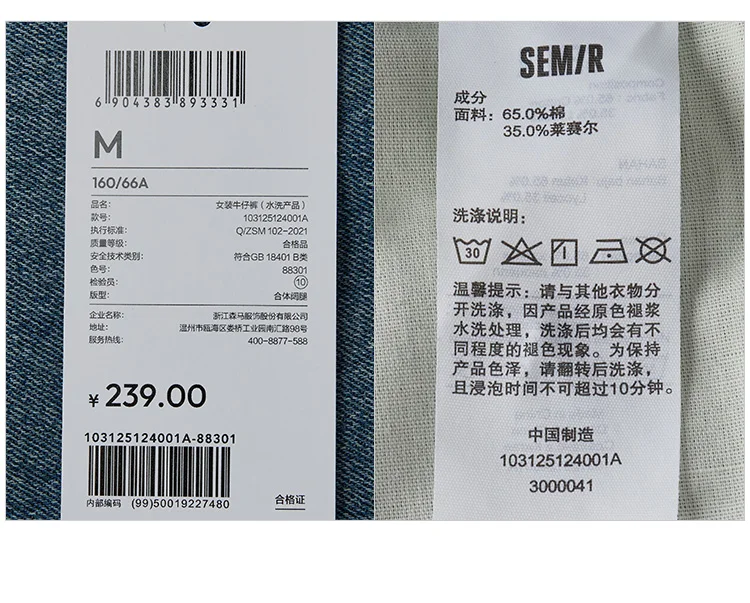 6 904383 893331
M
160/66A
品名: 女装牛仔裤（水洗产品）
款号: 103125124001A
执行标准: Q/ZSM 102-2021
质量等级: 合格品
安全技术类别: 符合GB 18401 B类
色号: 88301
检验员: 10
版型: 合体阔腿
企业名称: 浙江森马服饰股份有限公司
地址: 温州市瓯海区娄桥工业园南汇路98号
服务热线: 400-8877-588
¥ 239.00
103125124001A-88301
内部编码 (99)50019227480
合格证
SEMIR
成分
面料: 65.0%棉
35.0%莱赛尔
洗涤说明:
30
温馨提示: 请与其他衣物分
开洗涤, 因产品经原色褪浆
水洗处理, 洗涤后均会有不
同程度的褪色现象。为保持
产品色泽, 请翻转后洗涤,
且浸泡时间不可超过10分钟。
中国制造
103125124001A
3000041